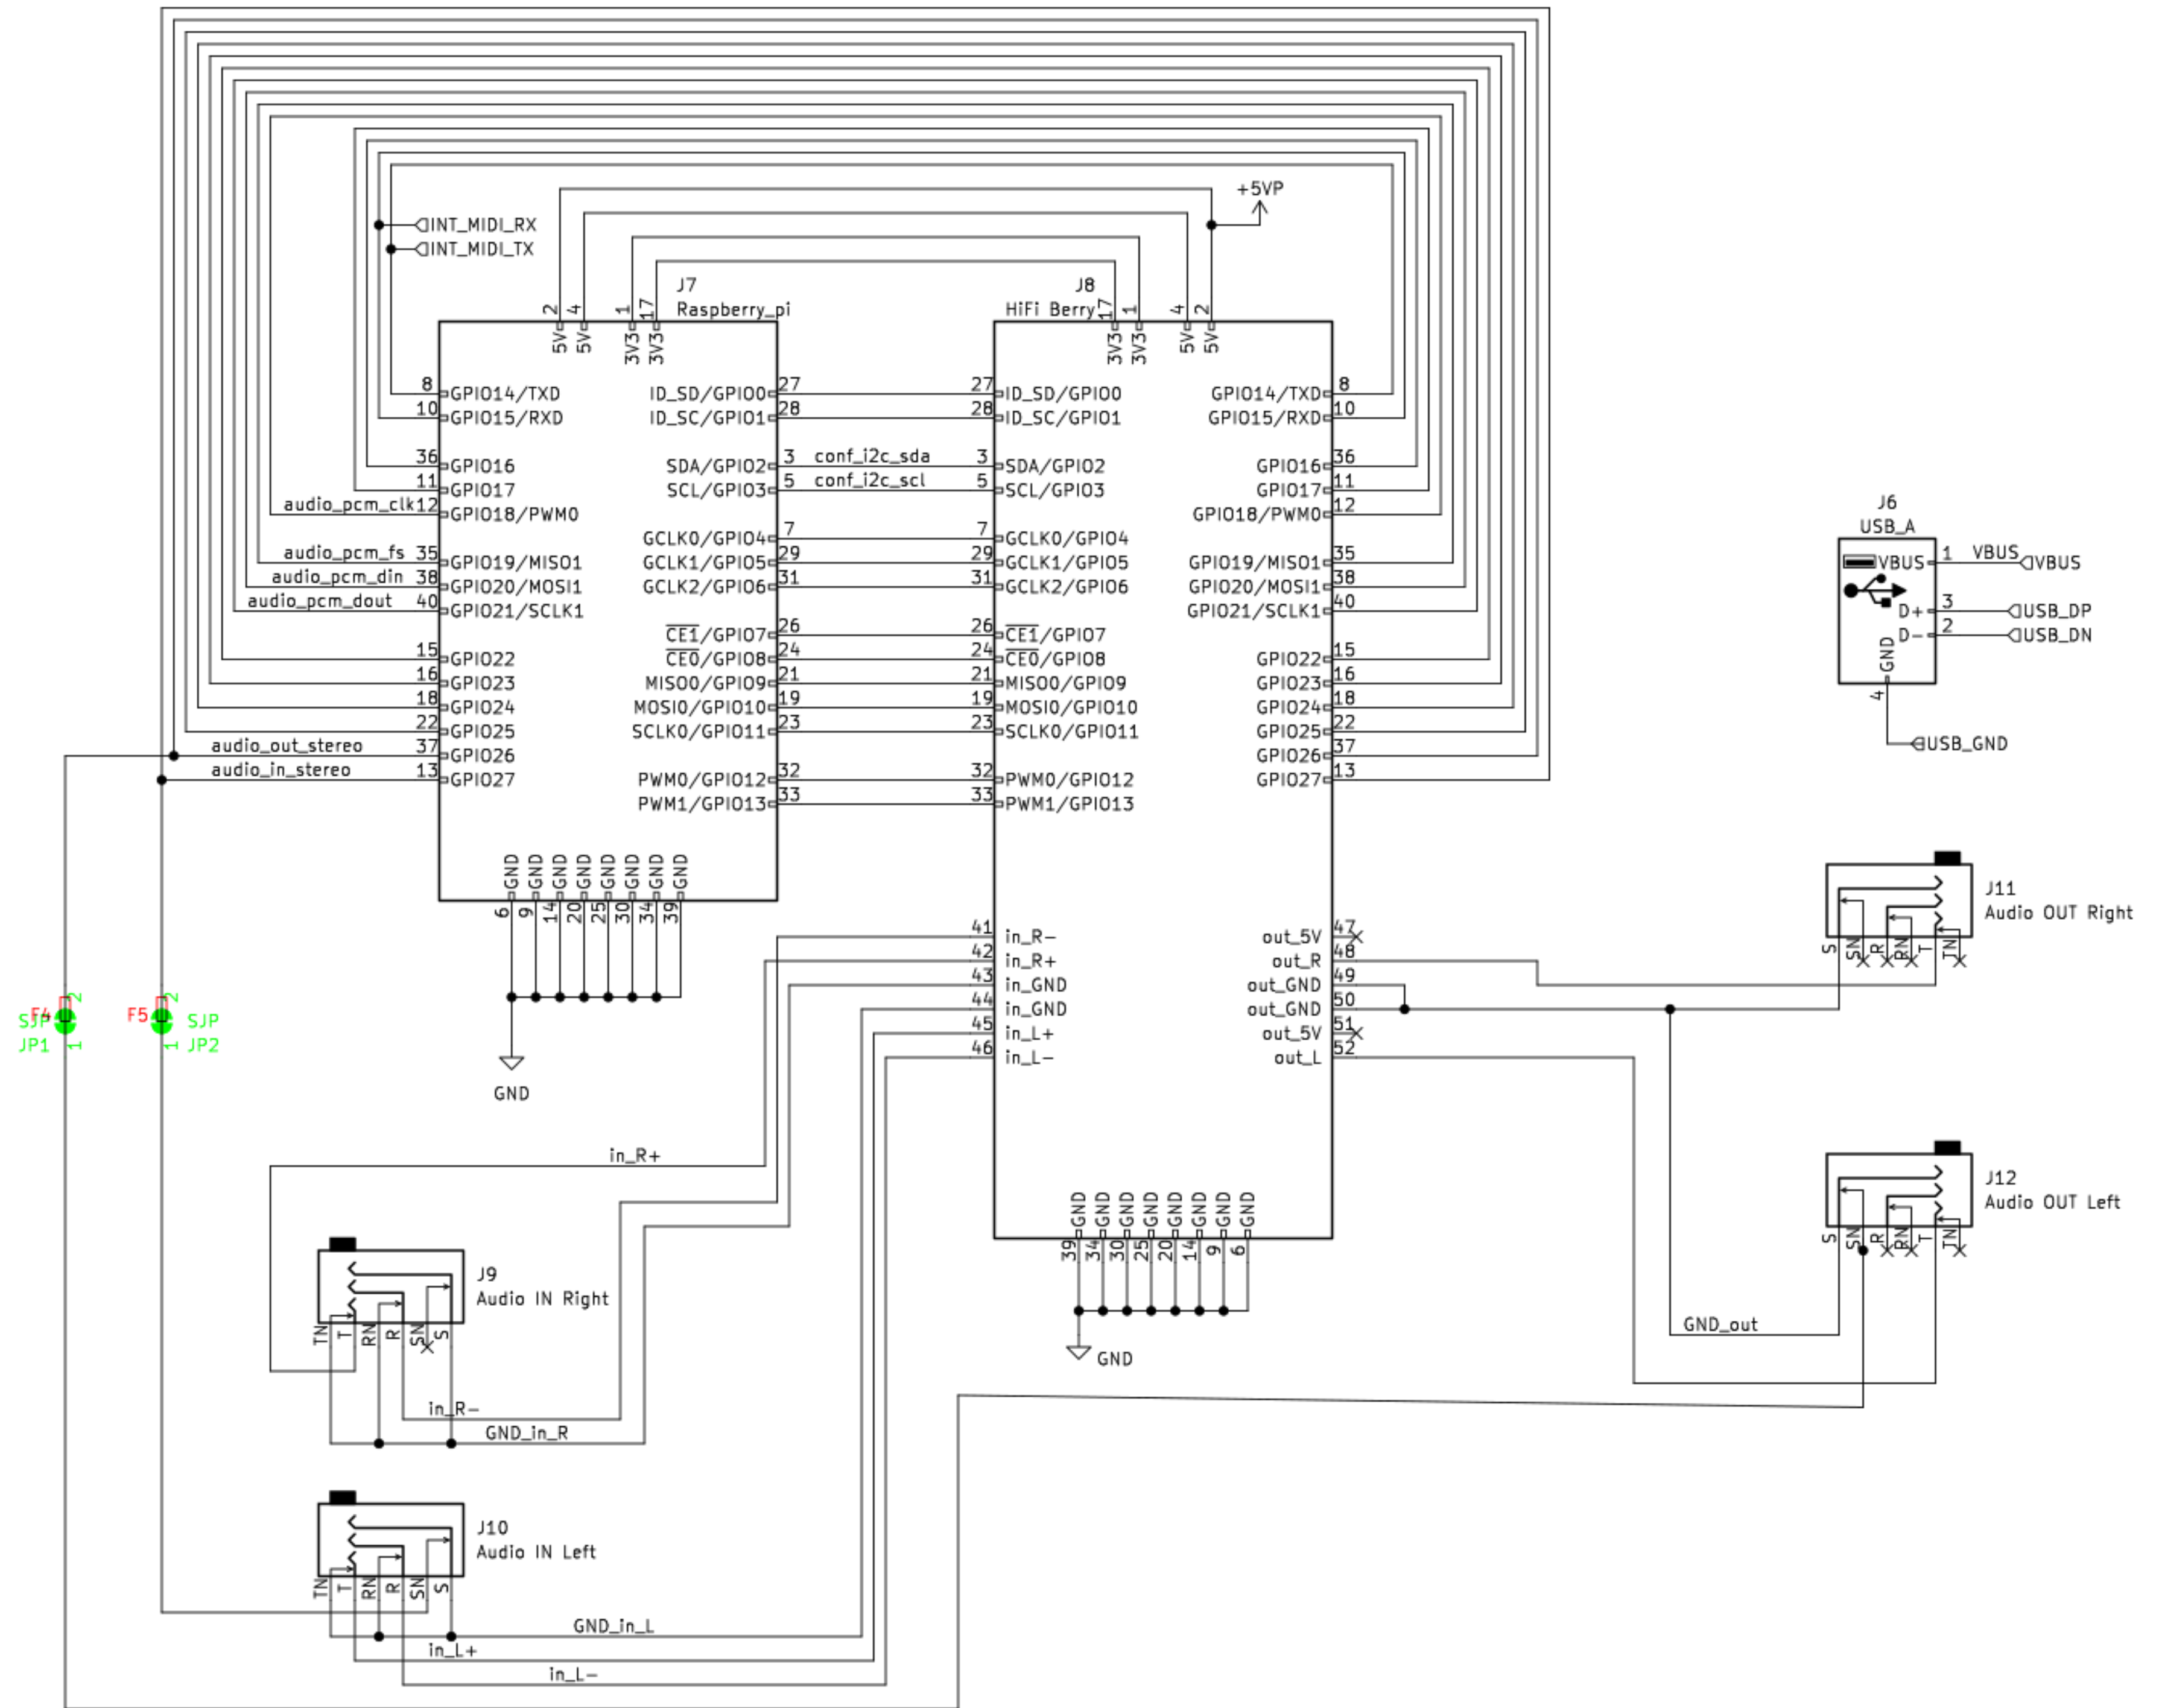 +5VP
INT_MIDI_RX
INT_MIDI_TX
J7
Raspberry_pi
J8
HiFi Berry
2 4 1 17
5V 5V 3V3 3V3
17 1 4 2
3V3 3V3 5V 5V
8 GPIO14/TXD ID_SD/GPIO0 27
10 GPIO15/RXD ID_SC/GPIO1 28
36 GPIO16 SDA/GPIO2 3 conf_i2c_sda
11 GPIO17 SCL/GPIO3 5 conf_i2c_scl
audio_pcm_clk 12 GPIO18/PWM0
GCLK0/GPIO4 7
audio_pcm_fs 35 GPIO19/MISO1 GCLK1/GPIO5 29
audio_pcm_din 38 GPIO20/MOSI1 GCLK2/GPIO6 31
audio_pcm_dout 40 GPIO21/SCLK1
CE1/GPIO7 26
15 GPIO22 CE0/GPIO8 24
16 GPIO23 MISO0/GPIO9 21
18 GPIO24 MOSI0/GPIO10 19
22 GPIO25 SCLK0/GPIO11 23
audio_out_stereo 37 GPIO26
audio_in_stereo 13 GPIO27 PWM0/GPIO12 32
PWM1/GPIO13 33
GND GND GND GND GND GND GND GND
6 9 14 20 25 30 34 39
GND
27 ID_SD/GPIO0 GPIO14/TXD 8
28 ID_SC/GPIO1 GPIO15/RXD 10
3 SDA/GPIO2 GPIO16 36
5 SCL/GPIO3 GPIO17 11
GPIO18/PWM0 12
7 GCLK0/GPIO4
29 GCLK1/GPIO5 GPIO19/MISO1 35
31 GCLK2/GPIO6 GPIO20/MOSI1 38
GPIO21/SCLK1 40
26 CE1/GPIO7
24 CE0/GPIO8 GPIO22 15
21 MISO0/GPIO9 GPIO23 16
19 MOSI0/GPIO10 GPIO24 18
23 SCLK0/GPIO11 GPIO25 22
GPIO26 37
32 PWM0/GPIO12 GPIO27 13
33 PWM1/GPIO13
41 in_R- out_5V 47
42 in_R+ out_R 48
43 in_GND out_GND 49
44 in_GND out_GND 50
45 in_L+ out_5V 51
46 in_L- out_L 52
GND GND GND GND GND GND GND GND
39 34 30 25 20 14 9 6
GND
J6
USB_A
VBUS 1 VBUS VBUS
D+ 3 USB_DP
D- 2 USB_DN
GND
4
USB_GND
J11
Audio OUT Right
S SN R RN T TN
J12
Audio OUT Left
S SN R RN T TN
GND_out
F4 2
SJP
JP1 1
F5 2 SJP
1 JP2
in_R+
J9
Audio IN Right
TN T RN R SN S
in_R-
GND_in_R
J10
Audio IN Left
TN T RN R SN S
GND_in_L
in_L+
in_L-